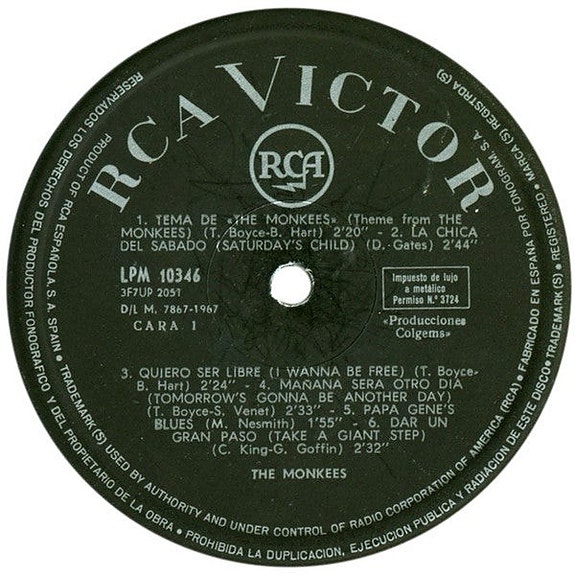 RCA VICTOR
RCA
1. TEMA DE «THE MONKEES» (Theme from THE
MONKEES) (T. Boyce-B. Hart) 2'20" - 2. LA CHICA
DEL SABADO (SATURDAY'S CHILD) (D. Gates) 2'44"
LPM 10346
3F7UP 2051
D/L M. 7867-1967
CARA 1
Impuesto de lujo
a metálico
Permiso N.º 3724
«Producciones
Colgems»
3. QUIERO SER LIBRE (I WANNA BE FREE) (T. Boyce-
B. Hart) 2'24" - 4. MAÑANA SERA OTRO DIA
(TOMORROW'S GONNA BE ANOTHER DAY)
(T. Boyce-S. Venet) 2'33" - 5. PAPA GENE'S
BLUES (M. Nesmith) 1'55" - 6. DAR UN
GRAN PASO (TAKE A GIANT STEP)
(C. King-G. Goffin) 2'32"
THE MONKEES
PRODUCT OF RCA ESPAÑOLA, S. A. SPAIN • TRADEMARK(S) USED BY AUTHORITY AND UNDER CONTROL OF RADIO CORPORATION OF AMERICA (RCA) • FABRICADO EN ESPAÑA POR FONOGRAM S. A. • MARCA(S) REGISTRDA(S)
RESERVADOS LOS DERECHOS DEL PRODUCTOR FONOGRAFICO Y DEL PROPIETARIO DE LA OBRA • PROHIBIDA LA DUPLICACION, EJECUCION PUBLICA Y RADIACION DE ESTE DISCO • TRADEMARK(S) ® REGISTERED •